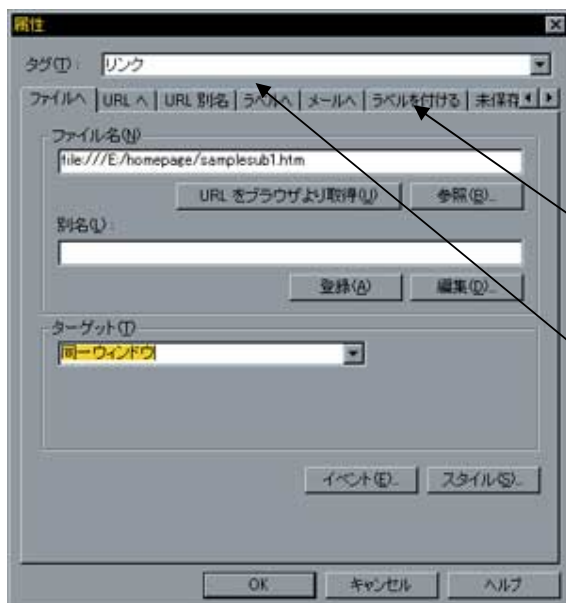 属性
タグ(T): リンク
ファイルへ URL へ URL 別名 ラベルへ メールへ ラベルを付ける 未保存
ファイル名(N)
file:///E:/homepage/samplesub1.htm
URL をブラウザより取得(U) 参照(B)...
別名(L):
登録(A) 編集(D)...
ターゲット(T)
同一ウィンドウ
イベント(E)... スタイル(S)...
OK キャンセル ヘルプ